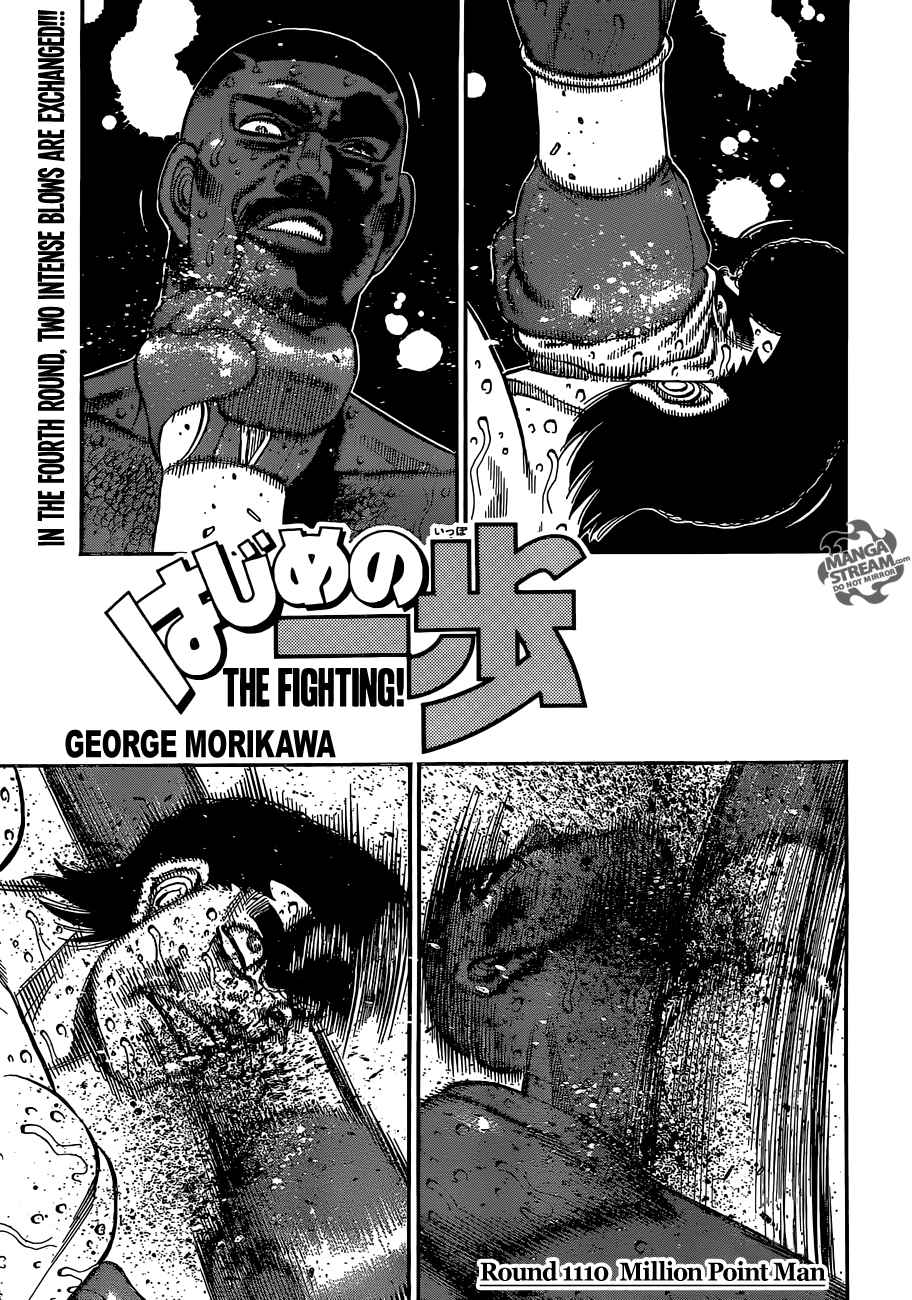 IN THE FOURTH ROUND, TWO INTENSE BLOWS ARE EXCHANGED!!!
いっぽ
はじめの一歩
THE FIGHTING!
GEORGE MORIKAWA
MANGA
STREAM.com
DO NOT MIRROR
Round 1110 Million Point Man